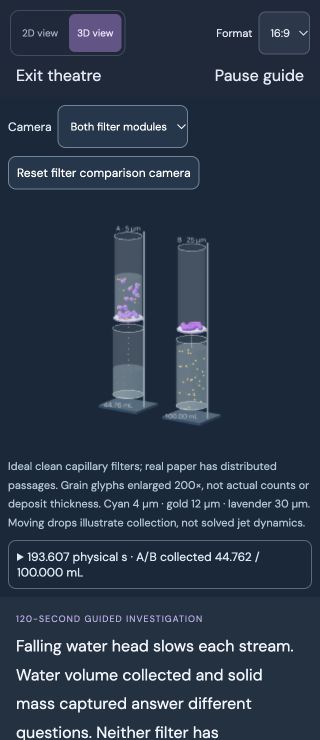 2D view
3D view
Format
16:9
Exit theatre
Pause guide
Camera
Both filter modules
Reset filter comparison camera
A · 5 µm
B · 25 µm
44.76 mL
100.00 mL
Ideal clean capillary filters; real paper has distributed
passages. Grain glyphs enlarged 200×, not actual counts or
deposit thickness. Cyan 4 µm · gold 12 µm · lavender 30 µm.
Moving drops illustrate collection, not solved jet dynamics.
▶ 193.607 physical s · A/B collected 44.762 /
100.000 mL
120-SECOND GUIDED INVESTIGATION
Falling water head slows each stream.
Water volume collected and solid
mass captured answer different
questions. Neither filter has